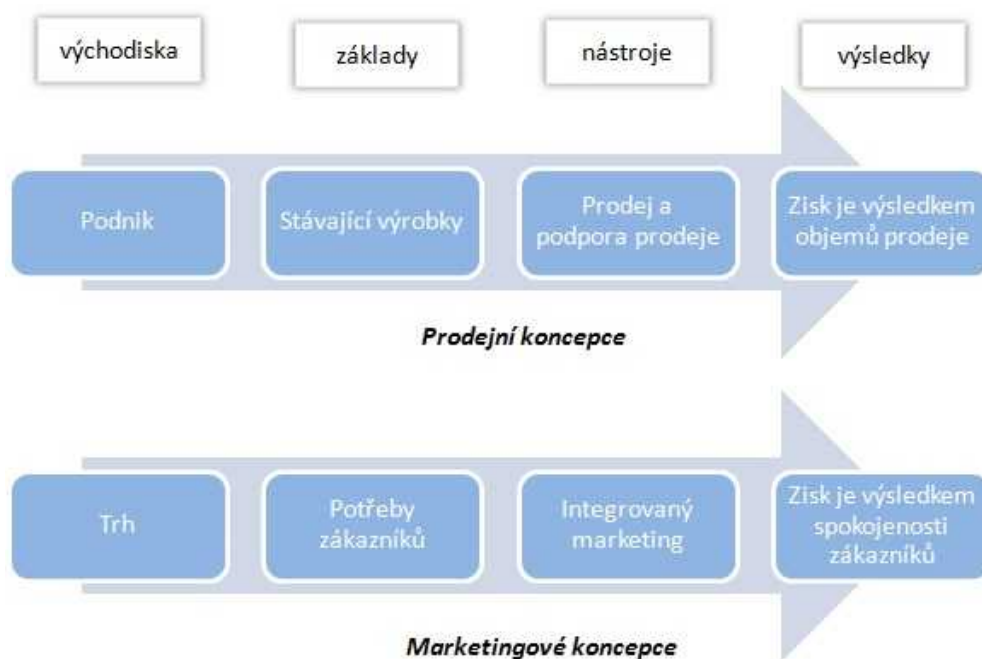 východiska
základy
nástroje
výsledky
Podnik
Stávající výrobky
Prodej a
podpora prodeje
Zisk je výsledkem
objemů prodeje
Prodejní koncepce
Trh
Potřeby
zákazníků
Integrovaný
marketing
Zisk je výsledkem
spokojenosti
zákazníků
Marketingové koncepce